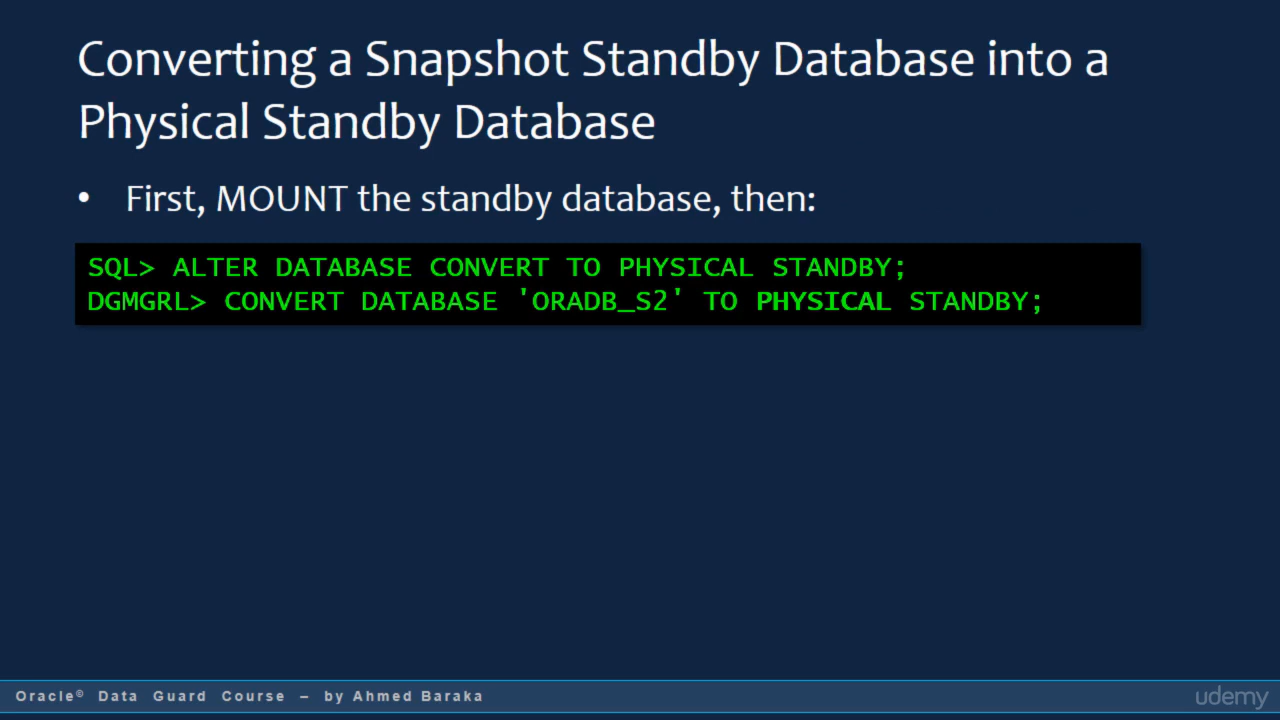 Converting a Snapshot Standby Database into a
Physical Standby Database
• First, MOUNT the standby database, then:
SQL> ALTER DATABASE CONVERT TO PHYSICAL STANDBY;
DGMGRL> CONVERT DATABASE 'ORADB_S2' TO PHYSICAL STANDBY;
Oracle© Data Guard Course – by Ahmed Baraka
udemy